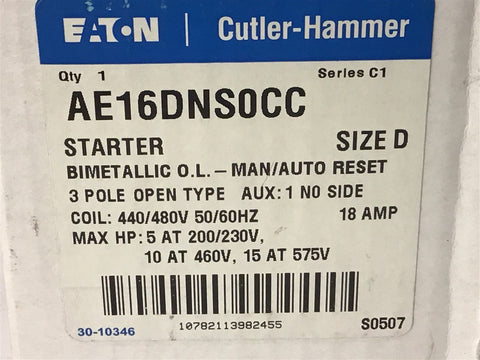 EATON Cutler-Hammer
Qty 1 Series C1
AE16DNS0CC
STARTER SIZE D
BIMETALLIC O.L. – MAN/AUTO RESET
3 POLE OPEN TYPE AUX: 1 NO SIDE
COIL: 440/480V 50/60HZ 18 AMP
MAX HP: 5 AT 200/230V,
10 AT 460V, 15 AT 575V
30-10346 10782113982455 S0507